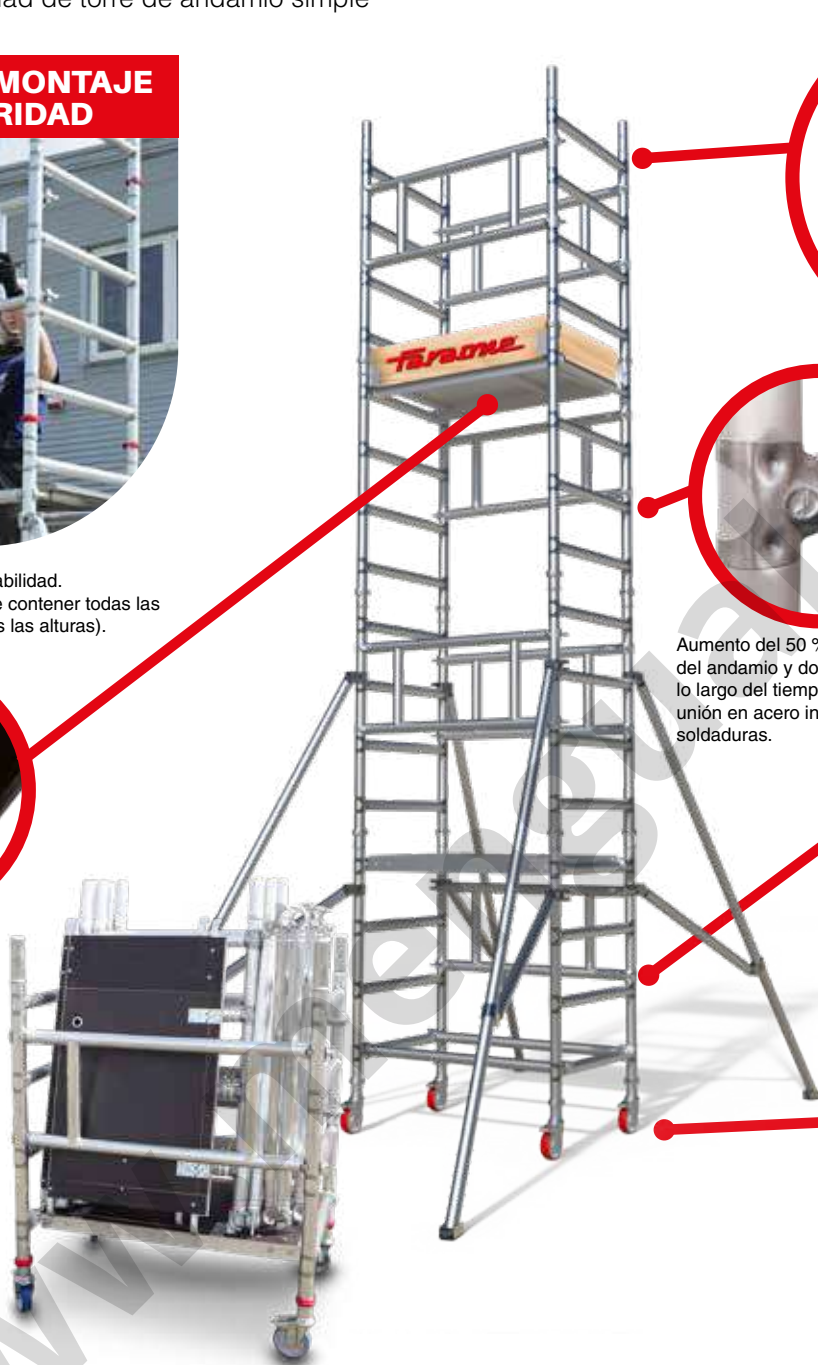 ad de torre de andamio simple
MONTAJE
RIDAD
faraone
abilidad.
e contener todas las
s las alturas).
Aumento del 50 %
del andamio y do
lo largo del tiemp
unión en acero in
soldaduras.